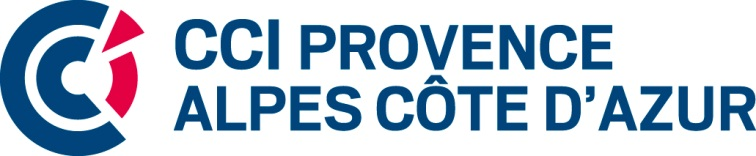 CCI PROVENCE
ALPES CÔTE D’AZUR